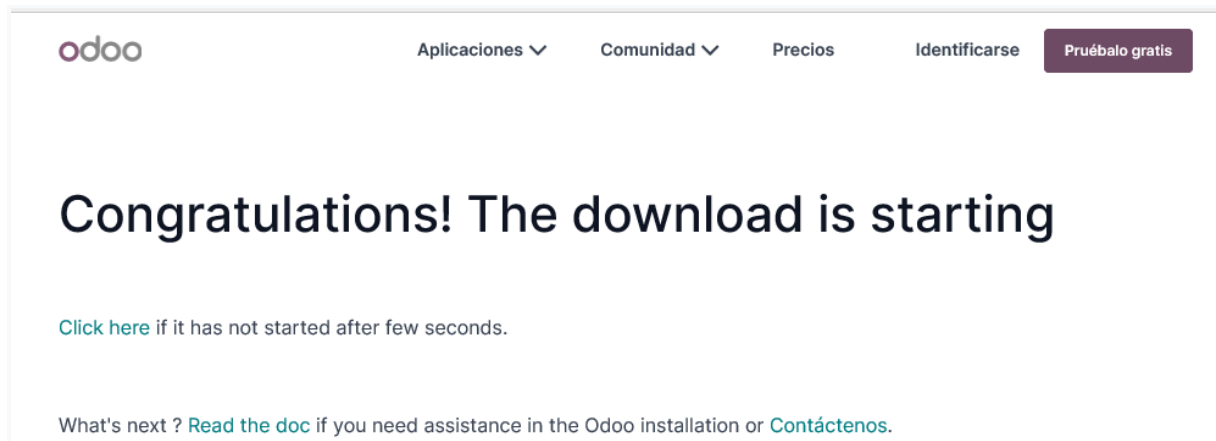 odoo Aplicaciones Comunidad Precios Identificarse Pruébalo gratis
Congratulations! The download is starting
Click here if it has not started after few seconds.
What's next ? Read the doc if you need assistance in the Odoo installation or Contáctenos.